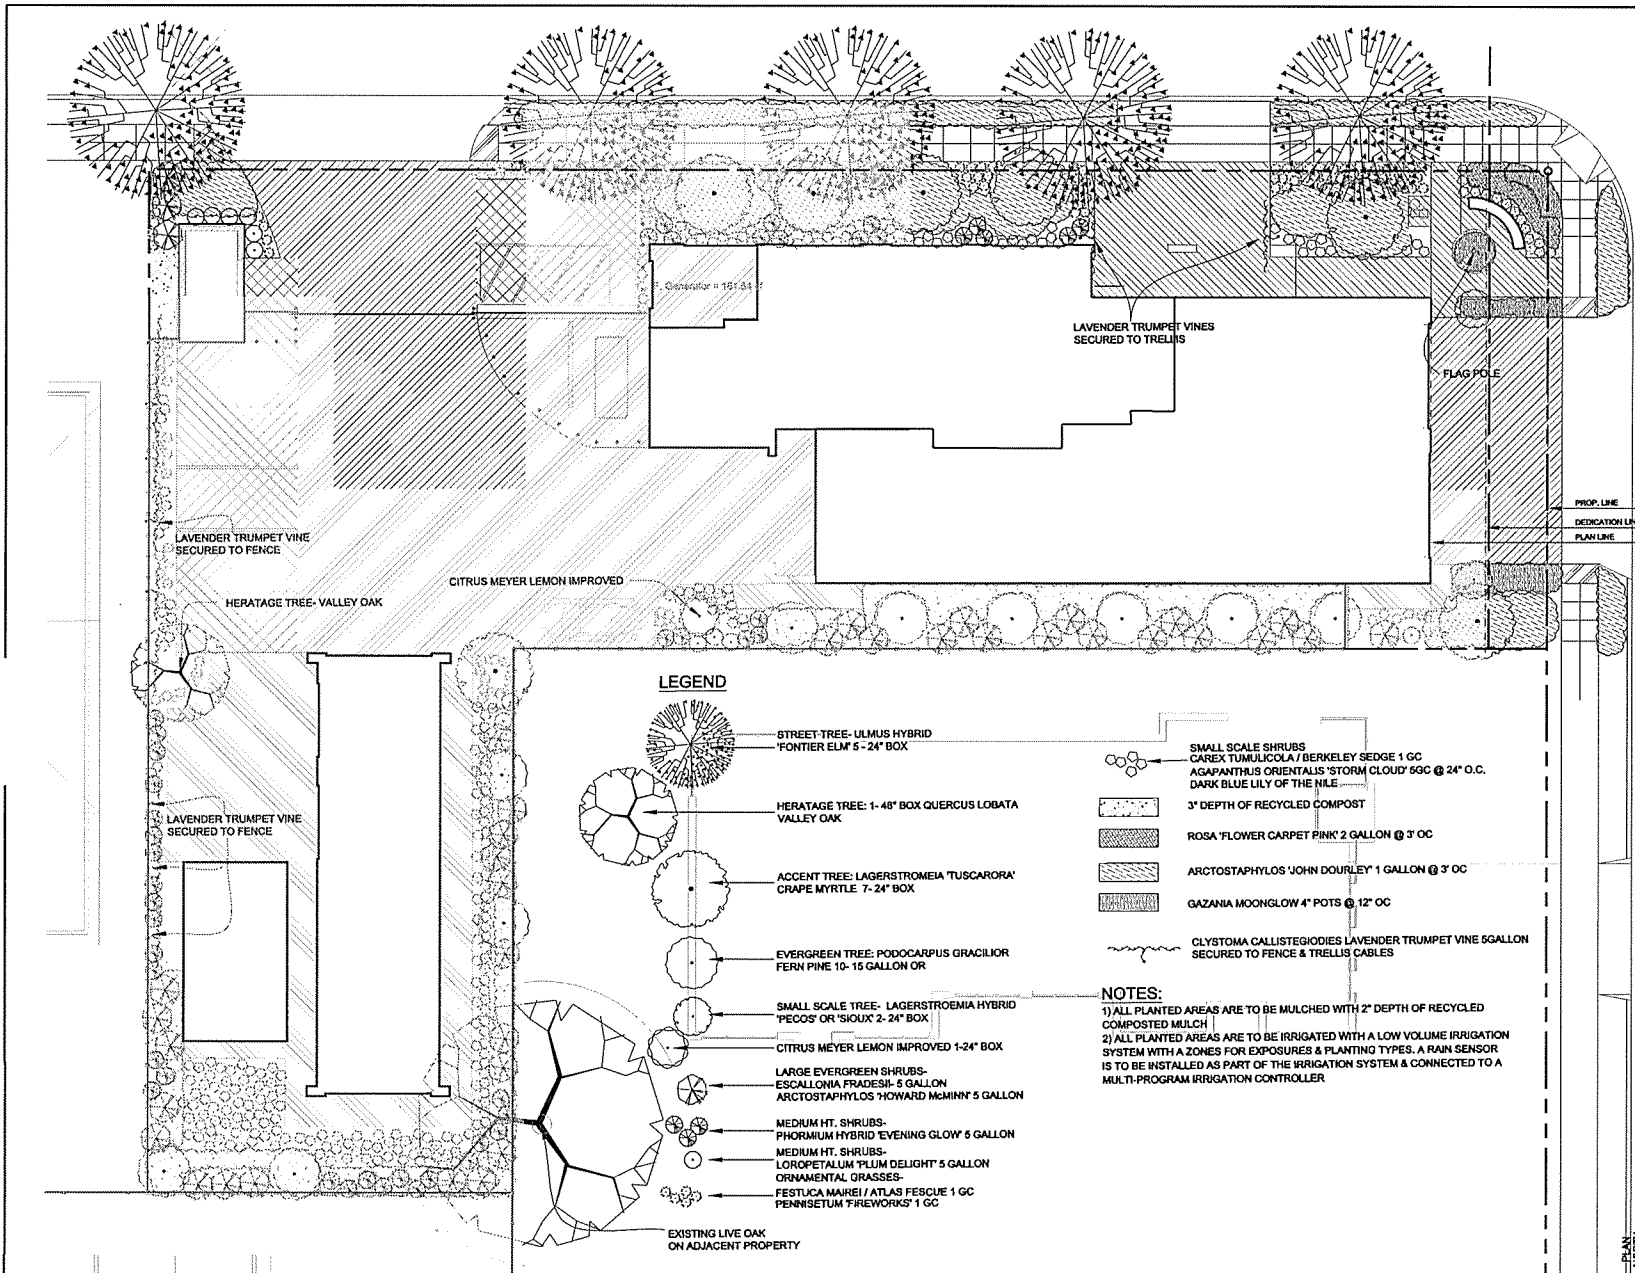 F. Generator = 161.54
LAVENDER TRUMPET VINES
SECURED TO TRELLIS
FLAG POLE
PROP. LINE
DEDICATION LIN
PLAN LINE
LAVENDER TRUMPET VINE
SECURED TO FENCE
CITRUS MEYER LEMON IMPROVED
HERATAGE TREE- VALLEY OAK
LAVENDER TRUMPET VINE
SECURED TO FENCE
LEGEND
STREET TREE- ULMUS HYBRID
'FONTIER ELM' 5 - 24" BOX
HERATAGE TREE: 1- 48" BOX QUERCUS LOBATA
VALLEY OAK
ACCENT TREE: LAGERSTROMEIA 'TUSCARORA'
CRAPE MYRTLE 7- 24" BOX
EVERGREEN TREE: PODOCARPUS GRACILIOR
FERN PINE 10- 15 GALLON OR
SMALL SCALE TREE- LAGERSTROEMIA HYBRID
'PECOS' OR 'SIOUX' 2- 24" BOX
CITRUS MEYER LEMON IMPROVED 1-24" BOX
LARGE EVERGREEN SHRUBS-
ESCALLONIA FRADESII- 5 GALLON
ARCTOSTAPHYLOS 'HOWARD McMINN' 5 GALLON
MEDIUM HT. SHRUBS-
PHORMIUM HYBRID 'EVENING GLOW' 5 GALLON
MEDIUM HT. SHRUBS-
LOROPETALUM 'PLUM DELIGHT' 5 GALLON
ORNAMENTAL GRASSES-
FESTUCA MAIREI / ATLAS FESCUE 1 GC
PENNISETUM 'FIREWORKS' 1 GC
EXISTING LIVE OAK
ON ADJACENT PROPERTY
SMALL SCALE SHRUBS
CAREX TUMULICOLA / BERKELEY SEDGE 1 GC
AGAPANTHUS ORIENTALIS 'STORM CLOUD' 5GC @ 24" O.C.
DARK BLUE LILY OF THE NILE
3" DEPTH OF RECYCLED COMPOST
ROSA 'FLOWER CARPET PINK' 2 GALLON @ 3' OC
ARCTOSTAPHYLOS 'JOHN DOURLEY' 1 GALLON @ 3' OC
GAZANIA MOONGLOW 4" POTS @ 12" OC
CLYSTOMA CALLISTEGIODIES LAVENDER TRUMPET VINE 5GALLON
SECURED TO FENCE & TRELLIS CABLES
NOTES:
1) ALL PLANTED AREAS ARE TO BE MULCHED WITH 2" DEPTH OF RECYCLED
COMPOSTED MULCH
2) ALL PLANTED AREAS ARE TO BE IRRIGATED WITH A LOW VOLUME IRRIGATION
SYSTEM WITH A ZONES FOR EXPOSURES & PLANTING TYPES. A RAIN SENSOR
IS TO BE INSTALLED AS PART OF THE IRRIGATION SYSTEM & CONNECTED TO A
MULTI-PROGRAM IRRIGATION CONTROLLER
PLAN